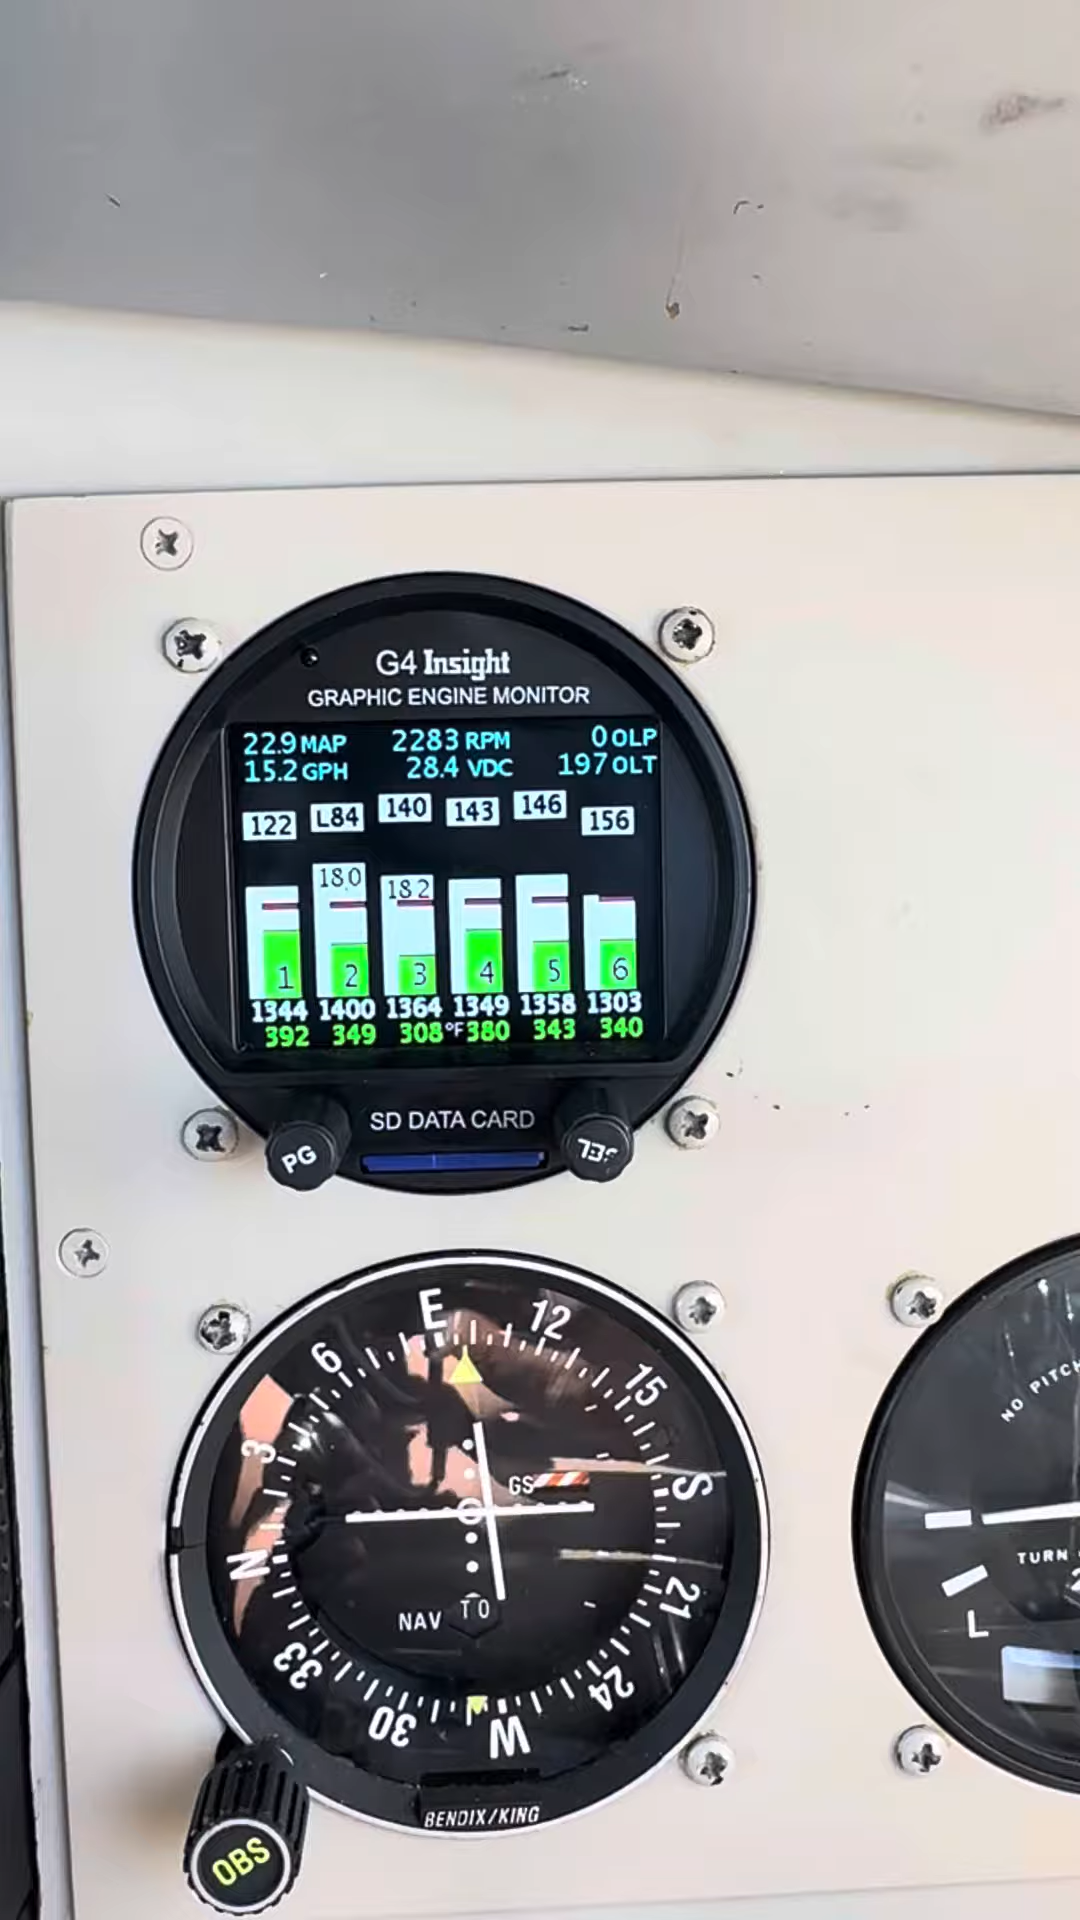 G4 Insight
GRAPHIC ENGINE MONITOR
22.9 MAP 2283 RPM 0 OLP
15.2 GPH 28.4 VDC 197 OLT
122 L84 140 143 146 156
18.0 18.2
1 2 3 4 5 6
1344 1400 1364 1349 1358 1303
392 349 308 °F 380 343 340
SD DATA CARD
PG
E 12 15 S 21 24 W 30 33 N 3 6
GS
NAV TO
BENDIX/KING
OBS
NO PITCH
TURN
L
2